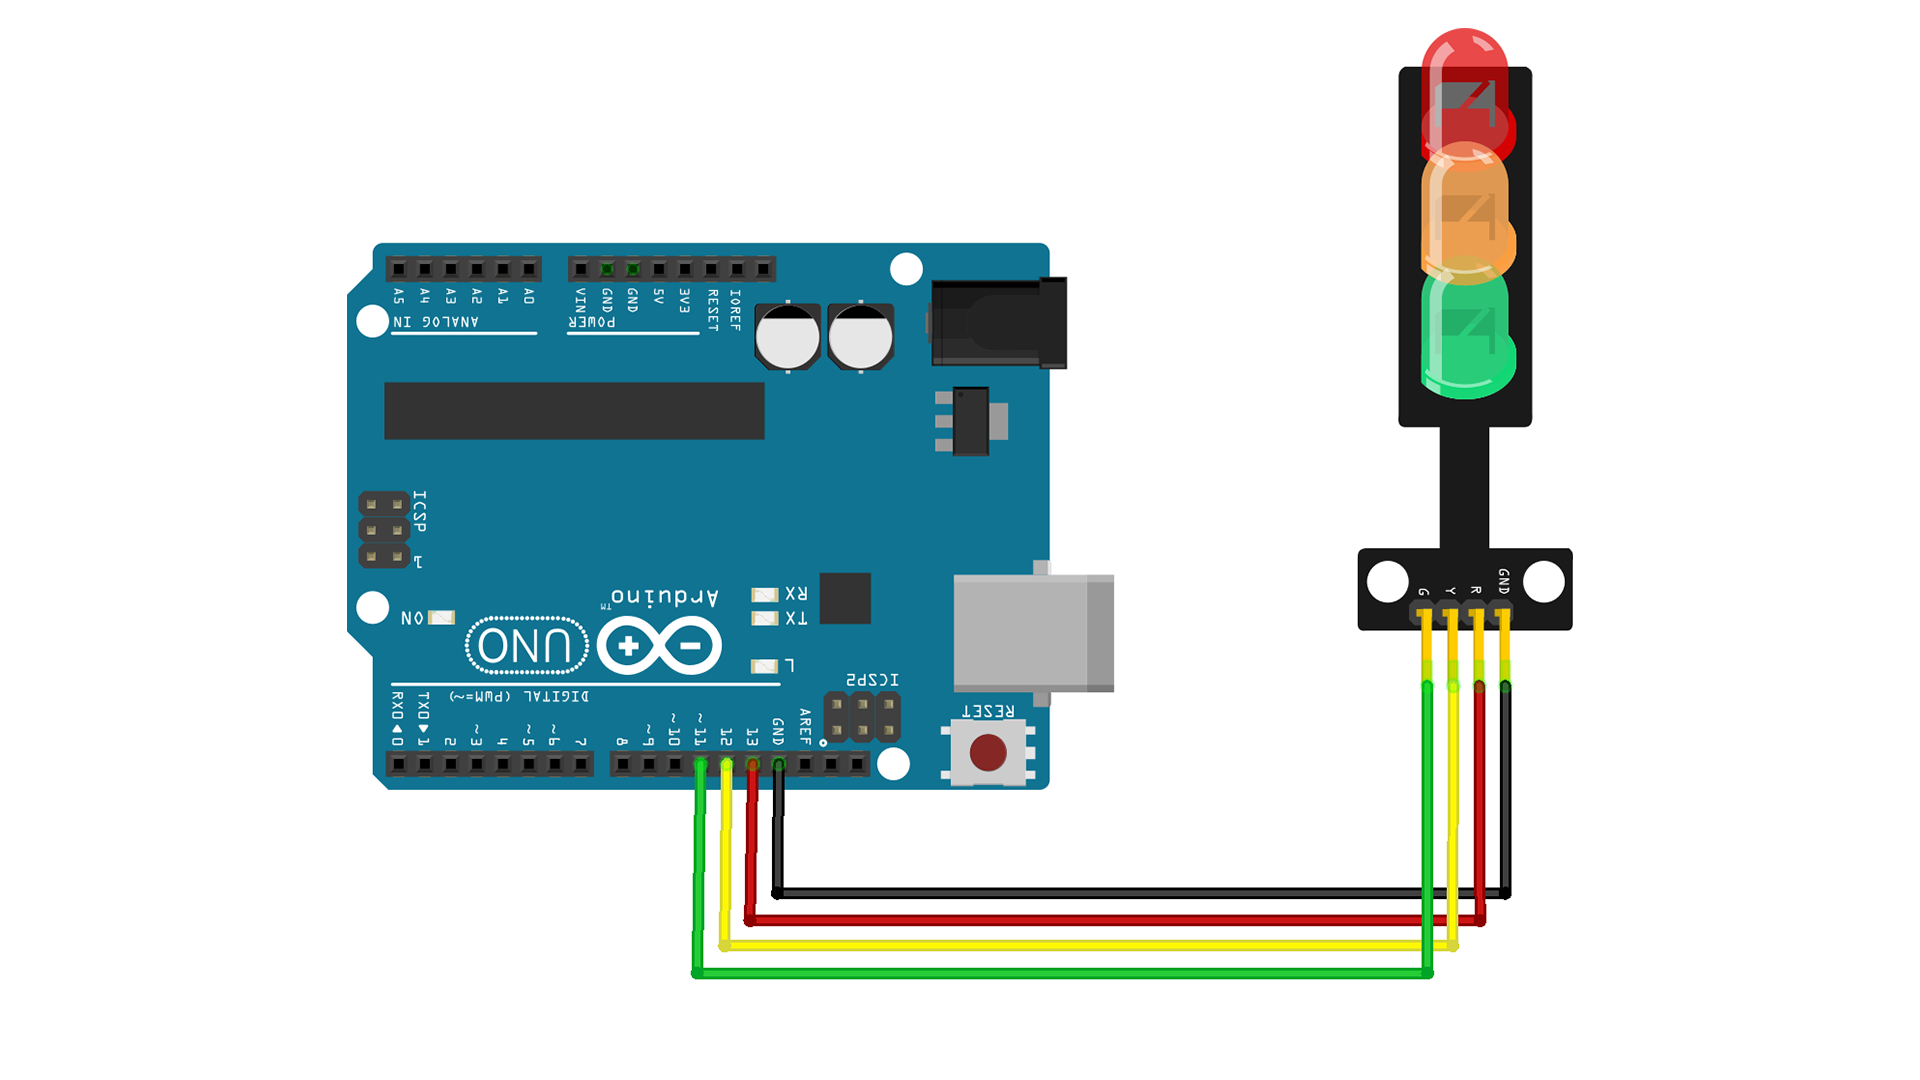 A5 A4 A3 A2 A1 A0
ANALOG IN
VIN GND GND 5V 3V3 RESET IOREF
POWER
ICSP
1
ON
UNO
Arduino
TM
RX
TX
L
ICSP2
RESET
DIGITAL (PWM=~)
RX0◀0 TX0▶1 2 ~3 4 ~5 ~6 7 8 ~9 ~10 ~11 12 13 GND AREF
G Y R GND